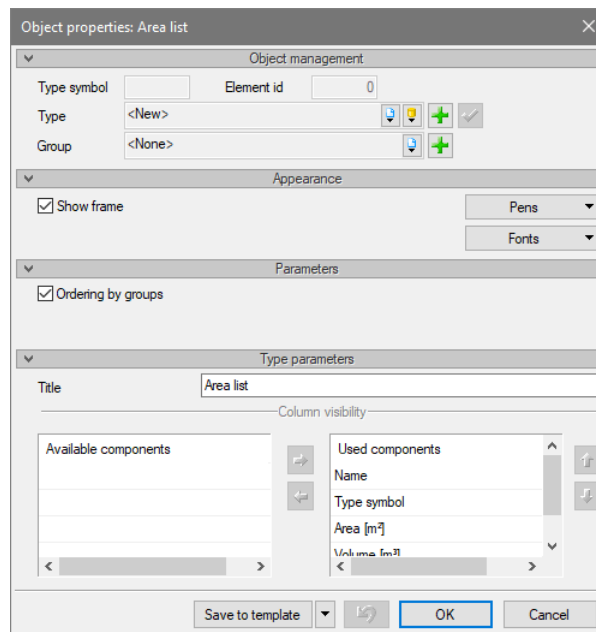 Object properties: Area list
Object management
Type symbol Element id 0
Type <New>
Group <None>
Appearance
Show frame Pens
Fonts
Parameters
Ordering by groups
Type parameters
Title Area list
Column visibility
Available components Used components
Name
Type symbol
Area [m²]
Volume [m³]
Save to template OK Cancel